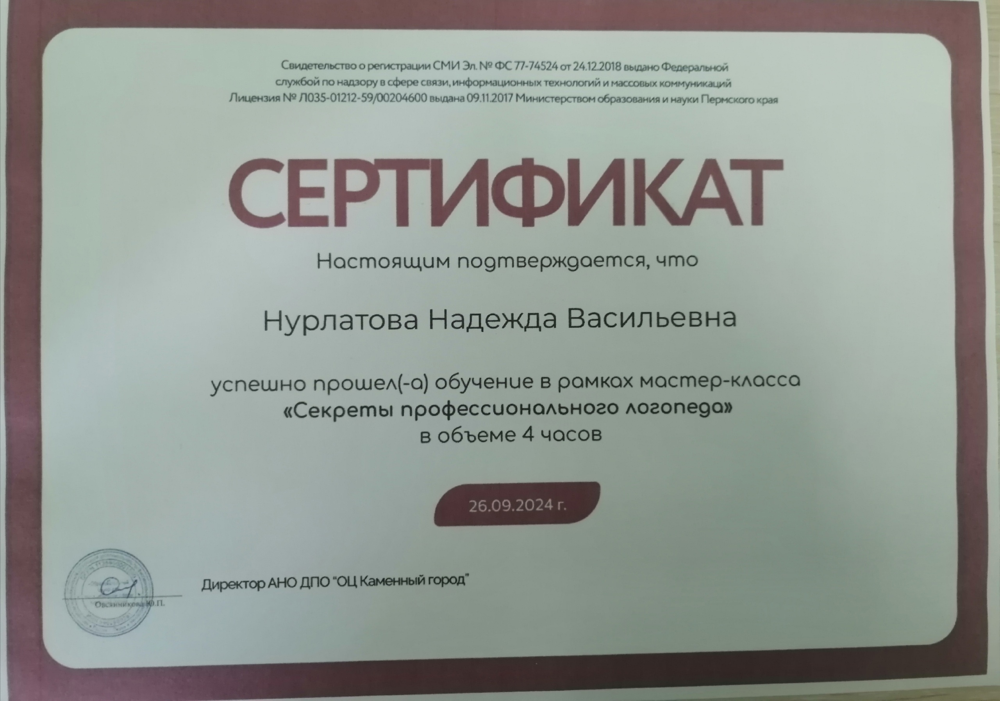 Свидетельство о регистрации СМИ Эл. № ФС 77-74524 от 24.12.2018 выдано Федеральной
службой по надзору в сфере связи, информационных технологий и массовых коммуникаций
Лицензия № Л035-01212-59/00204600 выдана 09.11.2017 Министерством образования и науки Пермского края
СЕРТИФИКАТ
Настоящим подтверждается, что
Нурлатова Надежда Васильевна
успешно прошел(-а) обучение в рамках мастер-класса
«Секреты профессионального логопеда»
в объеме 4 часов
26.09.2024 г.
Директор АНО ДПО "ОЦ Каменный город"
Овсянникова Ю.П.